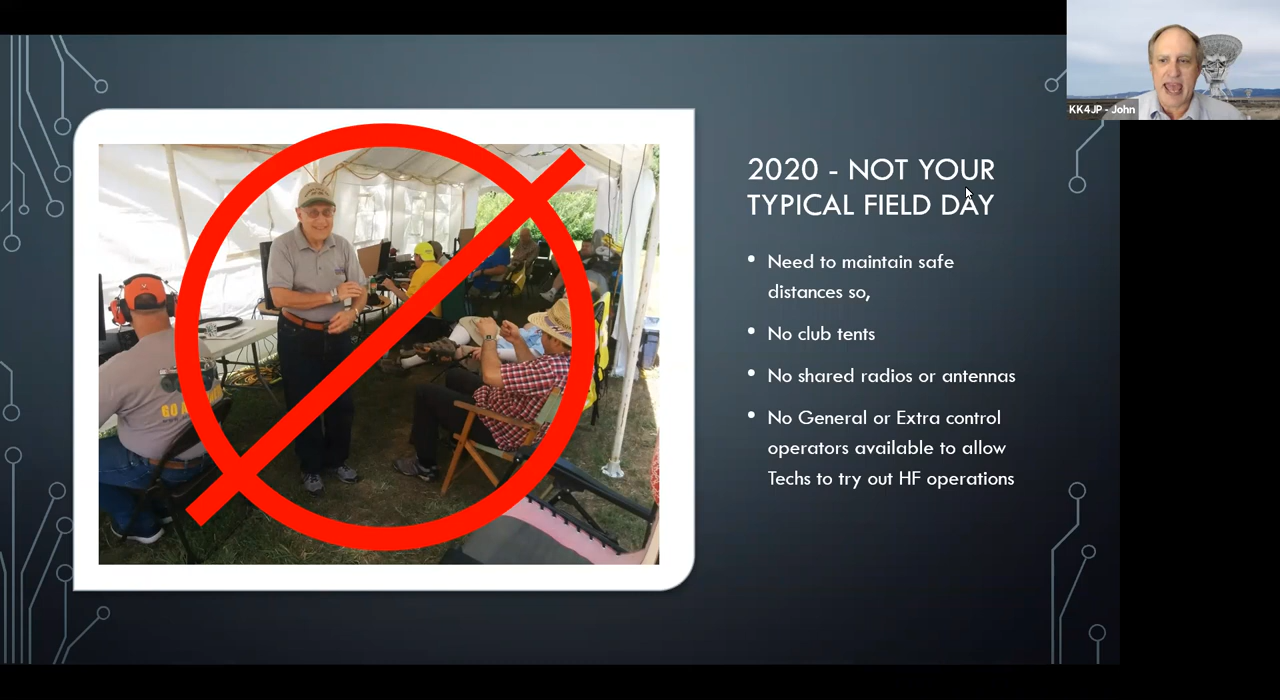 KK4JP - John
2020 - NOT YOUR
TYPICAL FIELD DAY
• Need to maintain safe
distances so,
• No club tents
• No shared radios or antennas
• No General or Extra control
operators available to allow
Techs to try out HF operations
GO